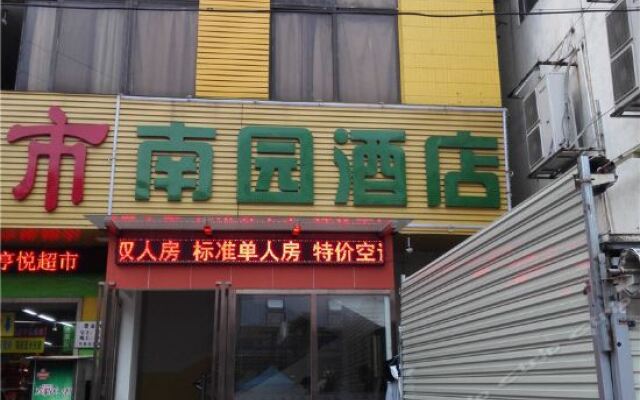 市 南园酒店
双人房 标准单人房 特价空调
亨悦超市